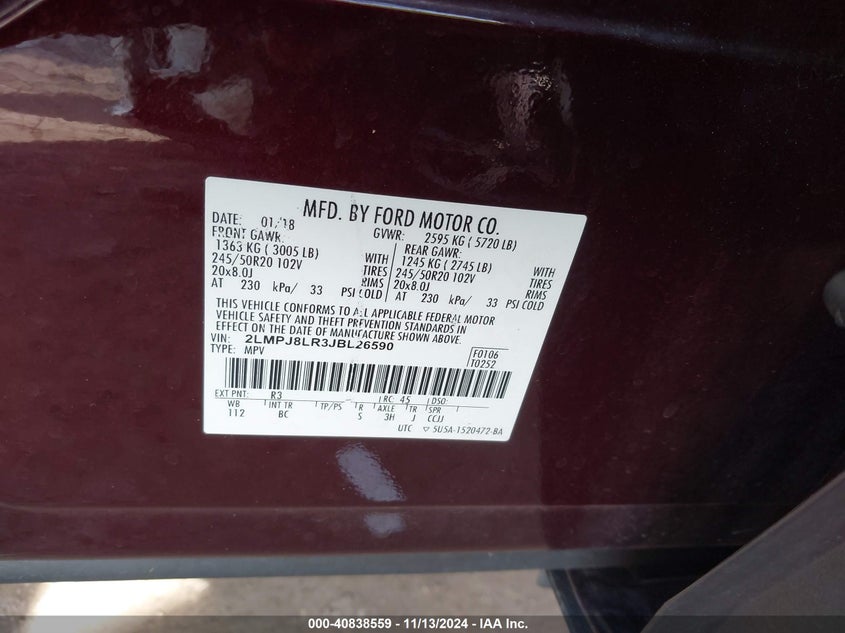 MFD. BY FORD MOTOR CO.
DATE: 01/18 GVWR: 2595 KG ( 5720 LB)
FRONT GAWR: REAR GAWR:
1363 KG ( 3005 LB) WITH 1245 KG ( 2745 LB) WITH
245/50R20 102V TIRES 245/50R20 102V TIRES
20x8.0J RIMS 20x8.0J RIMS
AT 230 kPa/ 33 PSI COLD AT 230 kPa/ 33 PSI COLD
THIS VEHICLE CONFORMS TO ALL APPLICABLE FEDERAL MOTOR
VEHICLE SAFETY AND THEFT PREVENTION STANDARDS IN
EFFECT ON THE DATE OF MANUFACTURE SHOWN ABOVE.
VIN: 2LMPJ8LR3JBL26590
TYPE: MPV
F0106
T0252
EXT PNT: R3 RC: 45 DSO:
WB INT TR TP/PS R AXLE TR SPR
112 BC S 3H J CCJJ
UTC ▽ 5U5A-1520472-BA
000-40838559 - 11/13/2024 - IAA Inc.